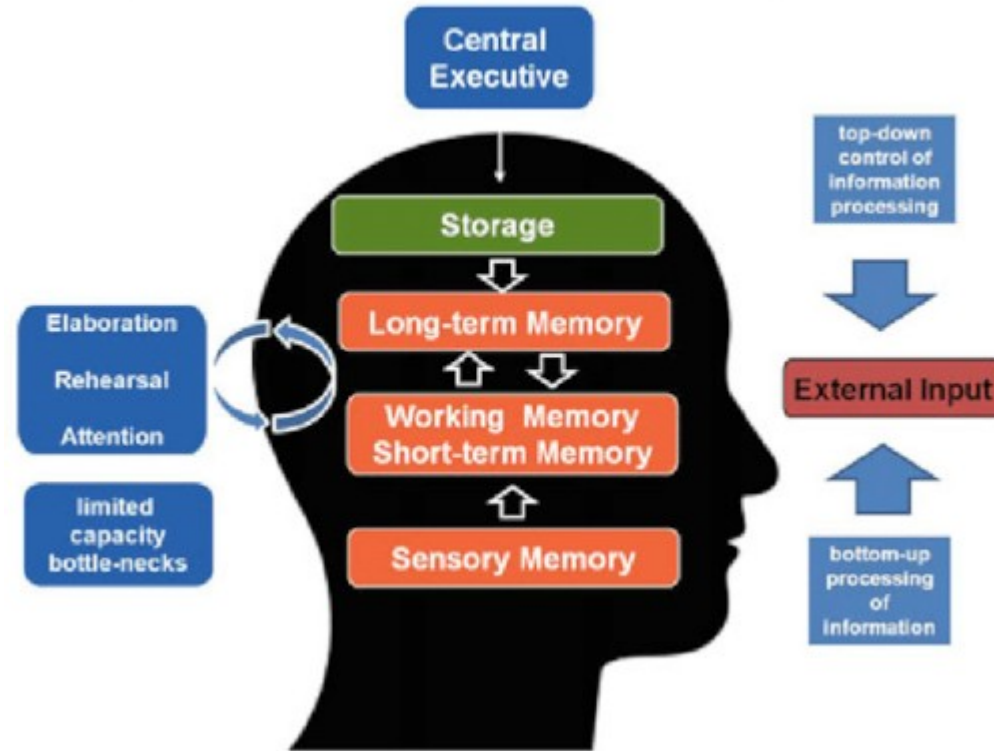 Central
Executive
top-down
control of
information
processing
Storage
Long-term Memory
Elaboration
Rehearsal
Attention
External Input
Working Memory
Short-term Memory
limited
capacity
bottle-necks
Sensory Memory
bottom-up
processing
of
information